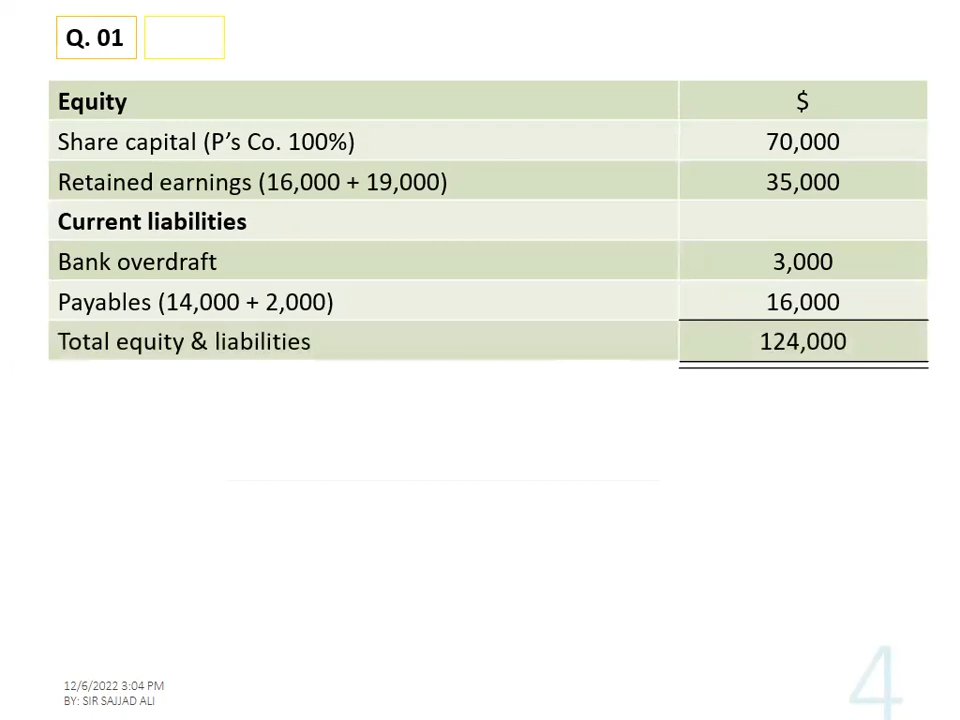 Q. 01
Equity $
Share capital (P's Co. 100%) 70,000
Retained earnings (16,000 + 19,000) 35,000
Current liabilities
Bank overdraft 3,000
Payables (14,000 + 2,000) 16,000
Total equity & liabilities 124,000
12/6/2022 3:04 PM
BY: SIR SAJJAD ALI
4